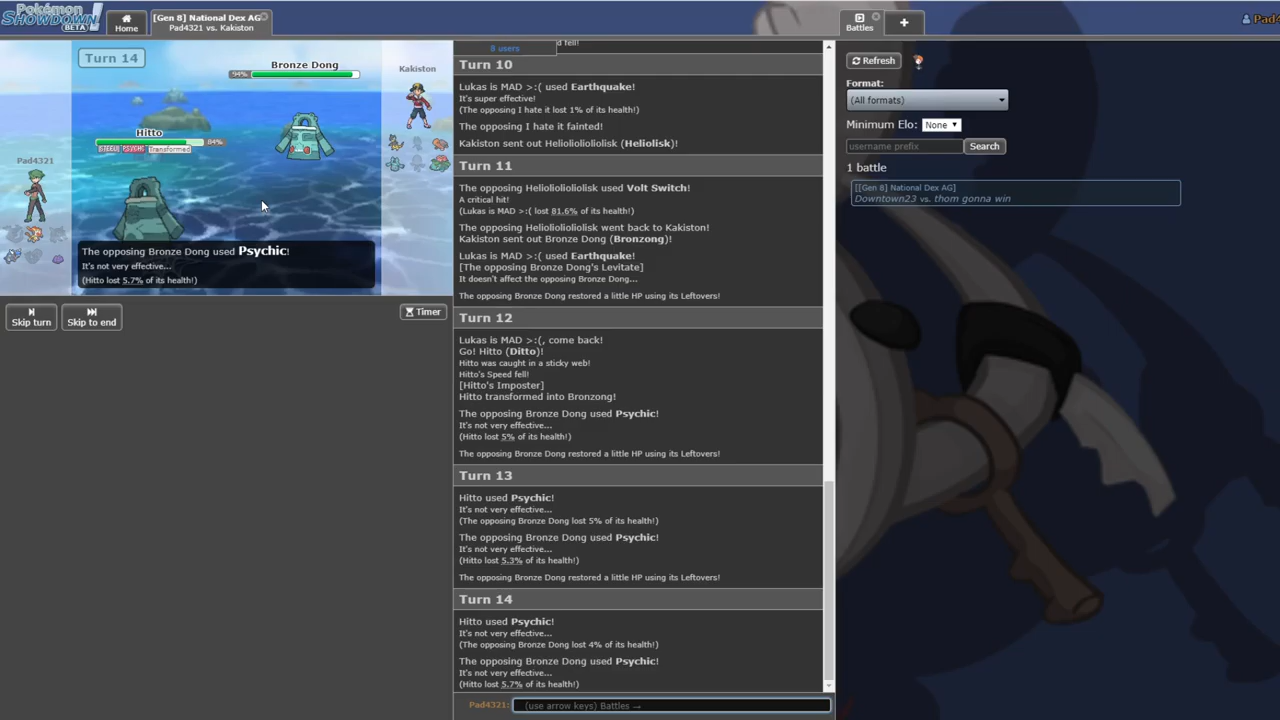 Pokémon
SHOWDOWN!
BETA
Home
[Gen 8] National Dex AG
Pad4321 vs. Kakiston
Battles
+
Pad4
Turn 14
Bronze Dong
94%
Hitto
84%
STEEL PSYCHIC Transformed
Kakiston
Pad4321
The opposing Bronze Dong used Psychic!
It's not very effective...
(Hitto lost 5.7% of its health!)
Skip turn
Skip to end
Timer
8 users
d fell!
Turn 10
Lukas is MAD >:( used Earthquake!
It's super effective!
(The opposing I hate it lost 1% of its health!)
The opposing I hate it fainted!
Kakiston sent out Helioliolioliolisk (Heliolisk)!
Turn 11
The opposing Helioliolioliolisk used Volt Switch!
A critical hit!
(Lukas is MAD >:( lost 81.6% of its health!)
The opposing Helioliolioliolisk went back to Kakiston!
Kakiston sent out Bronze Dong (Bronzong)!
Lukas is MAD >:( used Earthquake!
[The opposing Bronze Dong's Levitate]
It doesn't affect the opposing Bronze Dong...
The opposing Bronze Dong restored a little HP using its Leftovers!
Turn 12
Lukas is MAD >:(, come back!
Go! Hitto (Ditto)!
Hitto was caught in a sticky web!
Hitto's Speed fell!
[Hitto's Imposter]
Hitto transformed into Bronzong!
The opposing Bronze Dong used Psychic!
It's not very effective...
(Hitto lost 5% of its health!)
The opposing Bronze Dong restored a little HP using its Leftovers!
Turn 13
Hitto used Psychic!
It's not very effective...
(The opposing Bronze Dong lost 5% of its health!)
The opposing Bronze Dong used Psychic!
It's not very effective...
(Hitto lost 5.3% of its health!)
The opposing Bronze Dong restored a little HP using its Leftovers!
Turn 14
Hitto used Psychic!
It's not very effective...
(The opposing Bronze Dong lost 4% of its health!)
The opposing Bronze Dong used Psychic!
It's not very effective...
(Hitto lost 5.7% of its health!)
Pad4321: (use arrow keys) Battles →
Refresh
Format:
(All formats)
Minimum Elo: None
username prefix
Search
1 battle
[[Gen 8] National Dex AG]
Downtown23 vs. thom gonna win